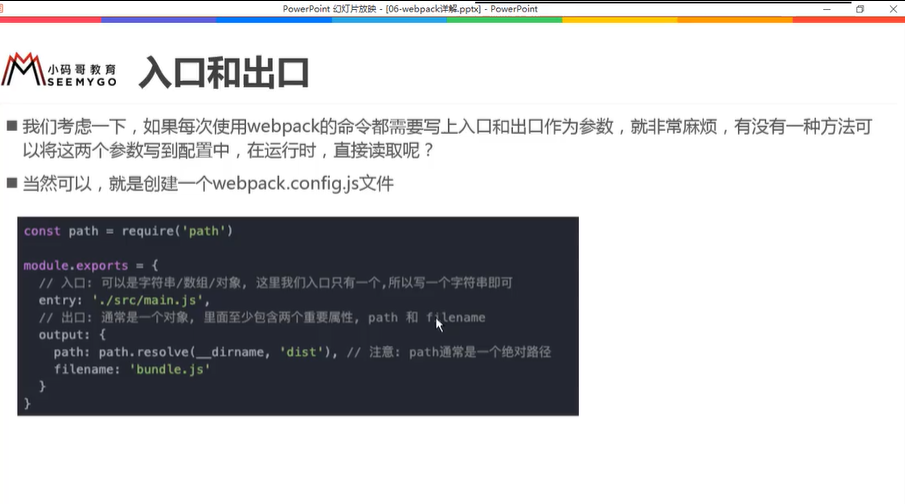 PowerPoint 幻灯片放映 - [06-webpack详解.pptx] - PowerPoint
小码哥教育
SEEMYGO
入口和出口
我们考虑一下，如果每次使用webpack的命令都需要写上入口和出口作为参数，就非常麻烦，有没有一种方法可
以将这两个参数写到配置中，在运行时，直接读取呢？
当然可以，就是创建一个webpack.config.js文件
const path = require('path')
module.exports = {
// 入口: 可以是字符串/数组/对象, 这里我们入口只有一个,所以写一个字符串即可
entry: './src/main.js',
// 出口: 通常是一个对象, 里面至少包含两个重要属性, path 和 filename
output: {
path: path.resolve(__dirname, 'dist'), // 注意: path通常是一个绝对路径
filename: 'bundle.js'
}
}